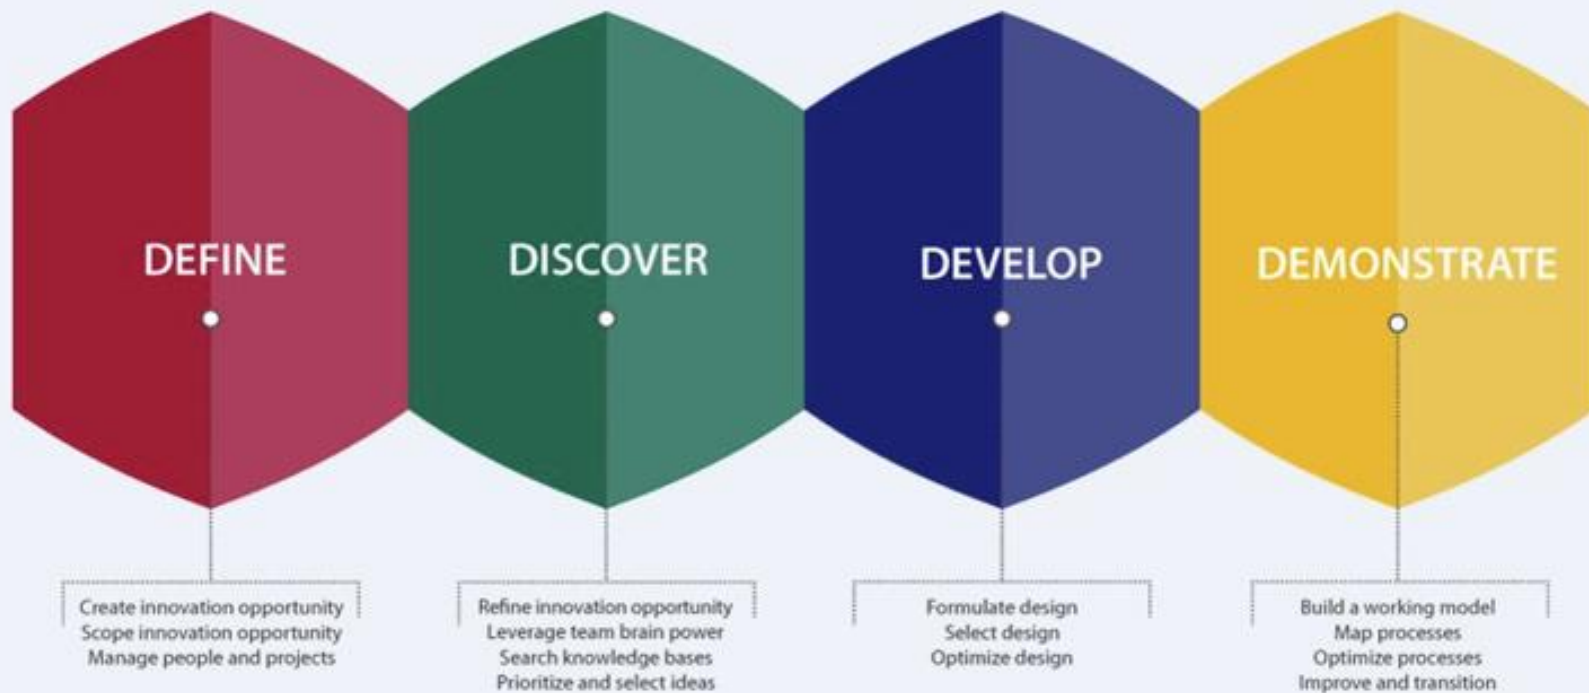 DEFINE
Create innovation opportunity
Scope innovation opportunity
Manage people and projects
DISCOVER
Refine innovation opportunity
Leverage team brain power
Search knowledge bases
Prioritize and select ideas
DEVELOP
Formulate design
Select design
Optimize design
DEMONSTRATE
Build a working model
Map processes
Optimize processes
Improve and transition